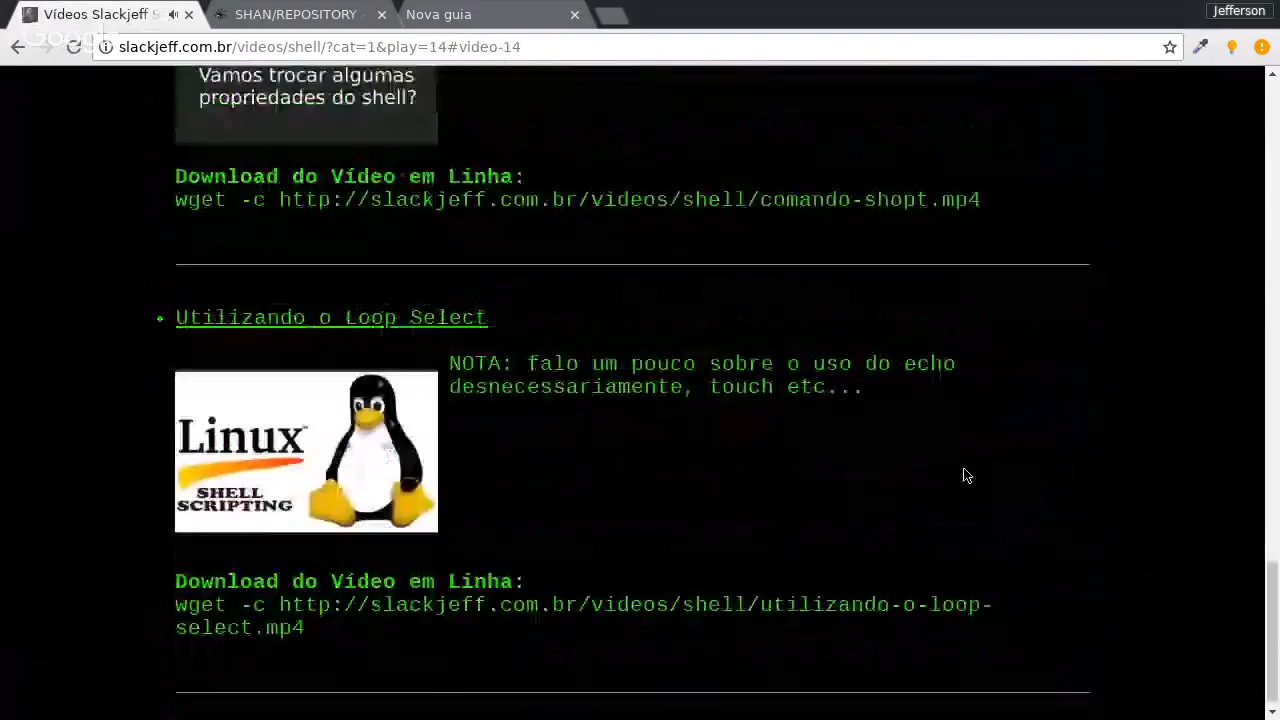 Vídeos Slackjeff S
SHAN/REPOSITORY
Nova guia
Jefferson
Google
slackjeff.com.br/videos/shell/?cat=1&play=14#video-14
Vamos trocar algumas
propriedades do shell?
Download do Vídeo em Linha:
wget -c http://slackjeff.com.br/videos/shell/comando-shopt.mp4
Utilizando o Loop Select
NOTA: falo um pouco sobre o uso do echo
desnecessariamente, touch etc...
Linux
SHELL
SCRIPTING
Download do Vídeo em Linha:
wget -c http://slackjeff.com.br/videos/shell/utilizando-o-loop-
select.mp4